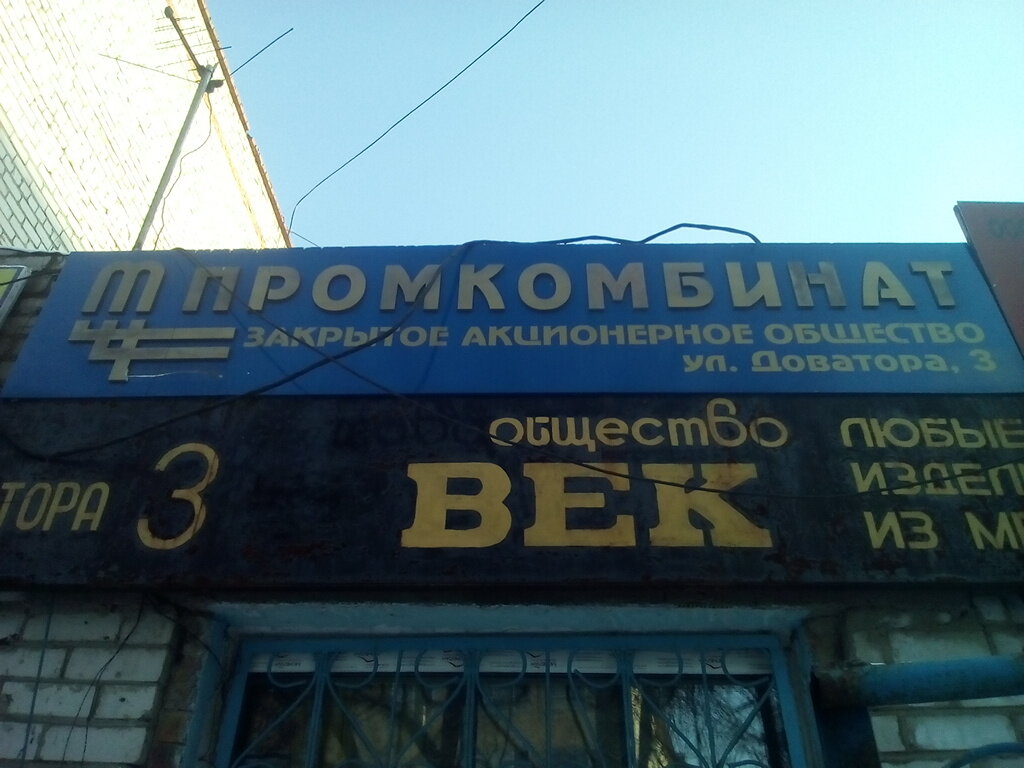 ПРОМКОМБИНАТ
ЗАКРЫТОЕ АКЦИОНЕРНОЕ ОБЩЕСТВО
ул. Доватора, 3
общество
ВЕК
ТОРА 3
ЛЮБЫЕ
ИЗДЕЛ
ИЗ М